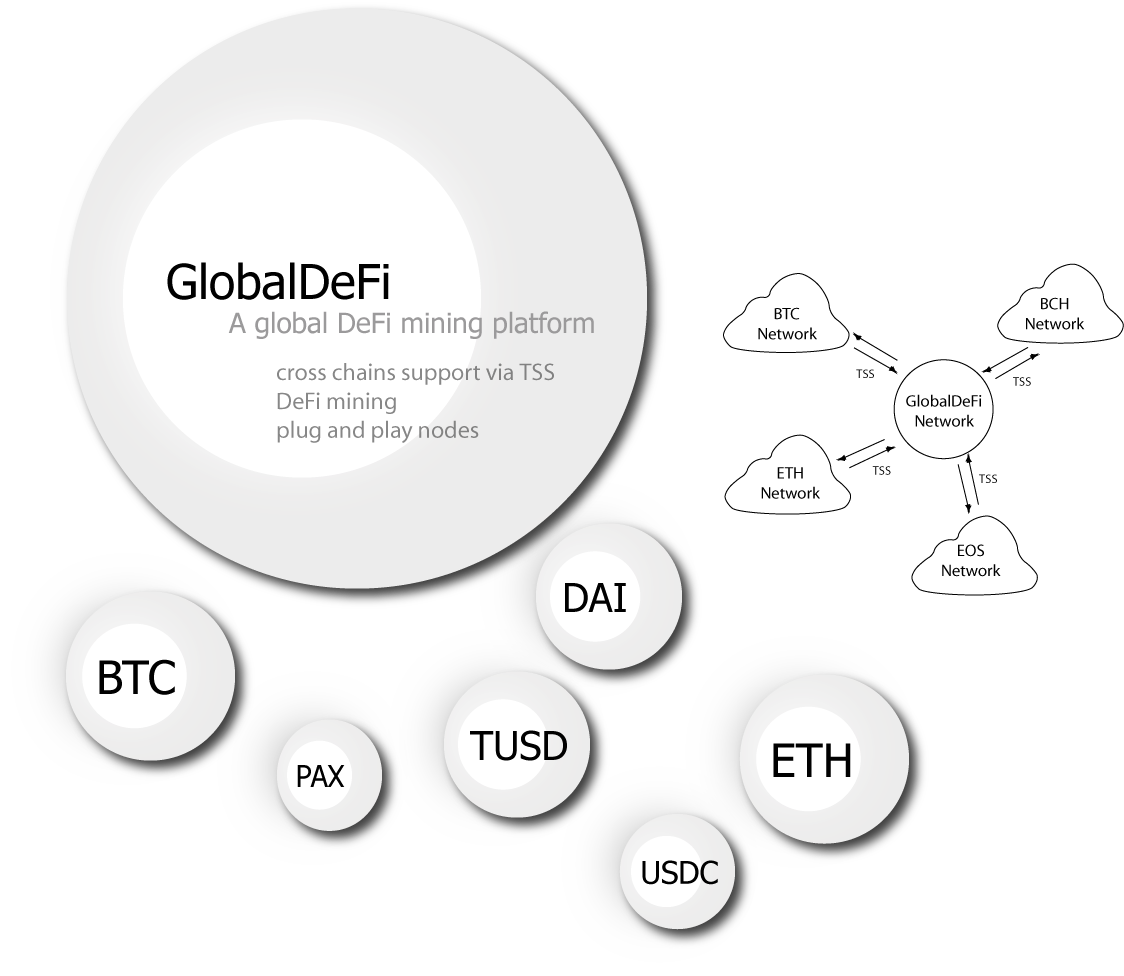 GlobalDeFi
A global DeFi mining platform
cross chains support via TSS
DeFi mining
plug and play nodes
BTC
Network
BCH
Network
TSS
TSS
GlobalDeFi
Network
ETH
Network
TSS
TSS
EOS
Network
DAI
BTC
TUSD
ETH
PAX
USDC